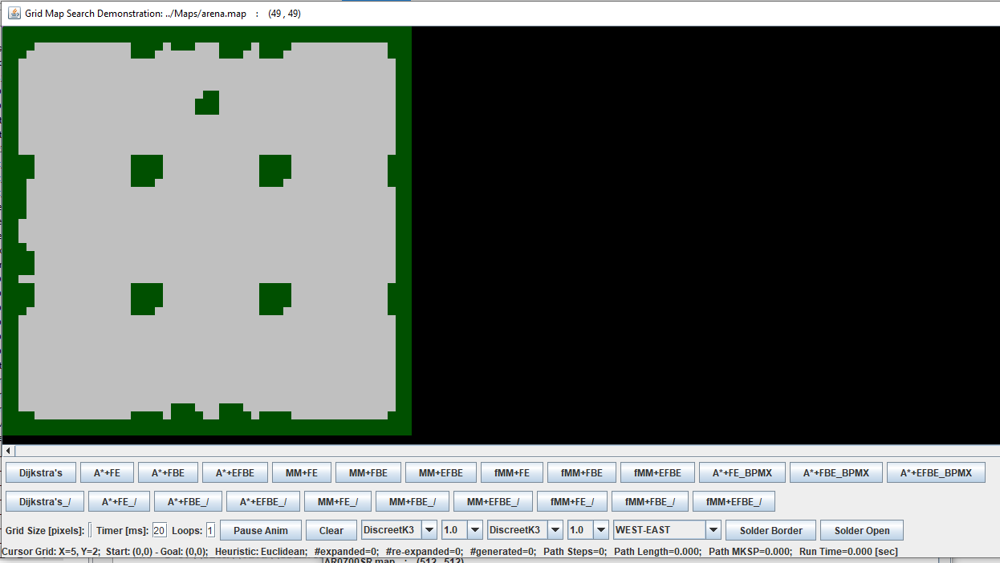 Grid Map Search Demonstration: ../Maps/arena.map : (49 , 49)
Dijkstra's A*+FE A*+FBE A*+EFBE MM+FE MM+FBE MM+EFBE fMM+FE fMM+FBE fMM+EFBE A*+FE_BPMX A*+FBE_BPMX A*+EFBE_BPMX
Dijkstra's_/ A*+FE_/ A*+FBE_/ A*+EFBE_/ MM+FE_/ MM+FBE_/ MM+EFBE_/ fMM+FE_/ fMM+FBE_/ fMM+EFBE_/
Grid Size [pixels]: Timer [ms]: 20 Loops: 1 Pause Anim Clear DiscreetK3 1.0 DiscreetK3 1.0 WEST-EAST Solder Border Solder Open
Cursor Grid: X=5, Y=2; Start: (0,0) - Goal: (0,0); Heuristic: Euclidean; #expanded=0; #re-expanded=0; #generated=0; Path Steps=0; Path Length=0.000; Path MKSP=0.000; Run Time=0.000 [sec]
AR0700SR.map : (512, 512)